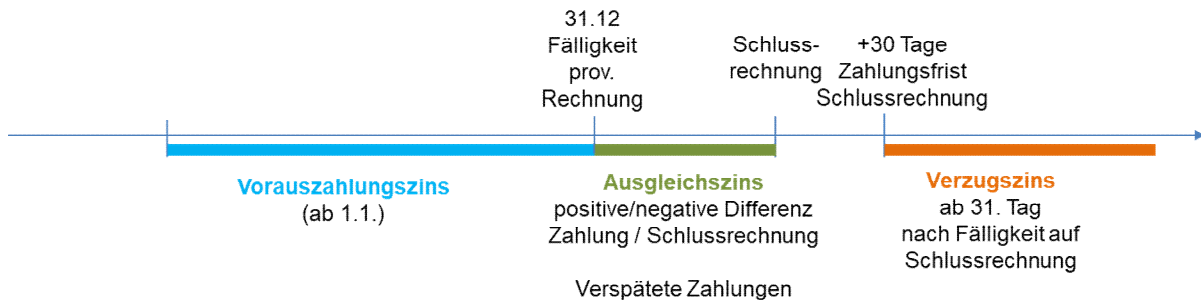 31.12
Fälligkeit
prov.
Rechnung
Schluss-
rechnung
+30 Tage
Zahlungsfrist
Schlussrechnung
Vorauszahlungszins
(ab 1.1.)
Ausgleichszins
positive/negative Differenz
Zahlung / Schlussrechnung
Verspätete Zahlungen
Verzugszins
ab 31. Tag
nach Fälligkeit auf
Schlussrechnung